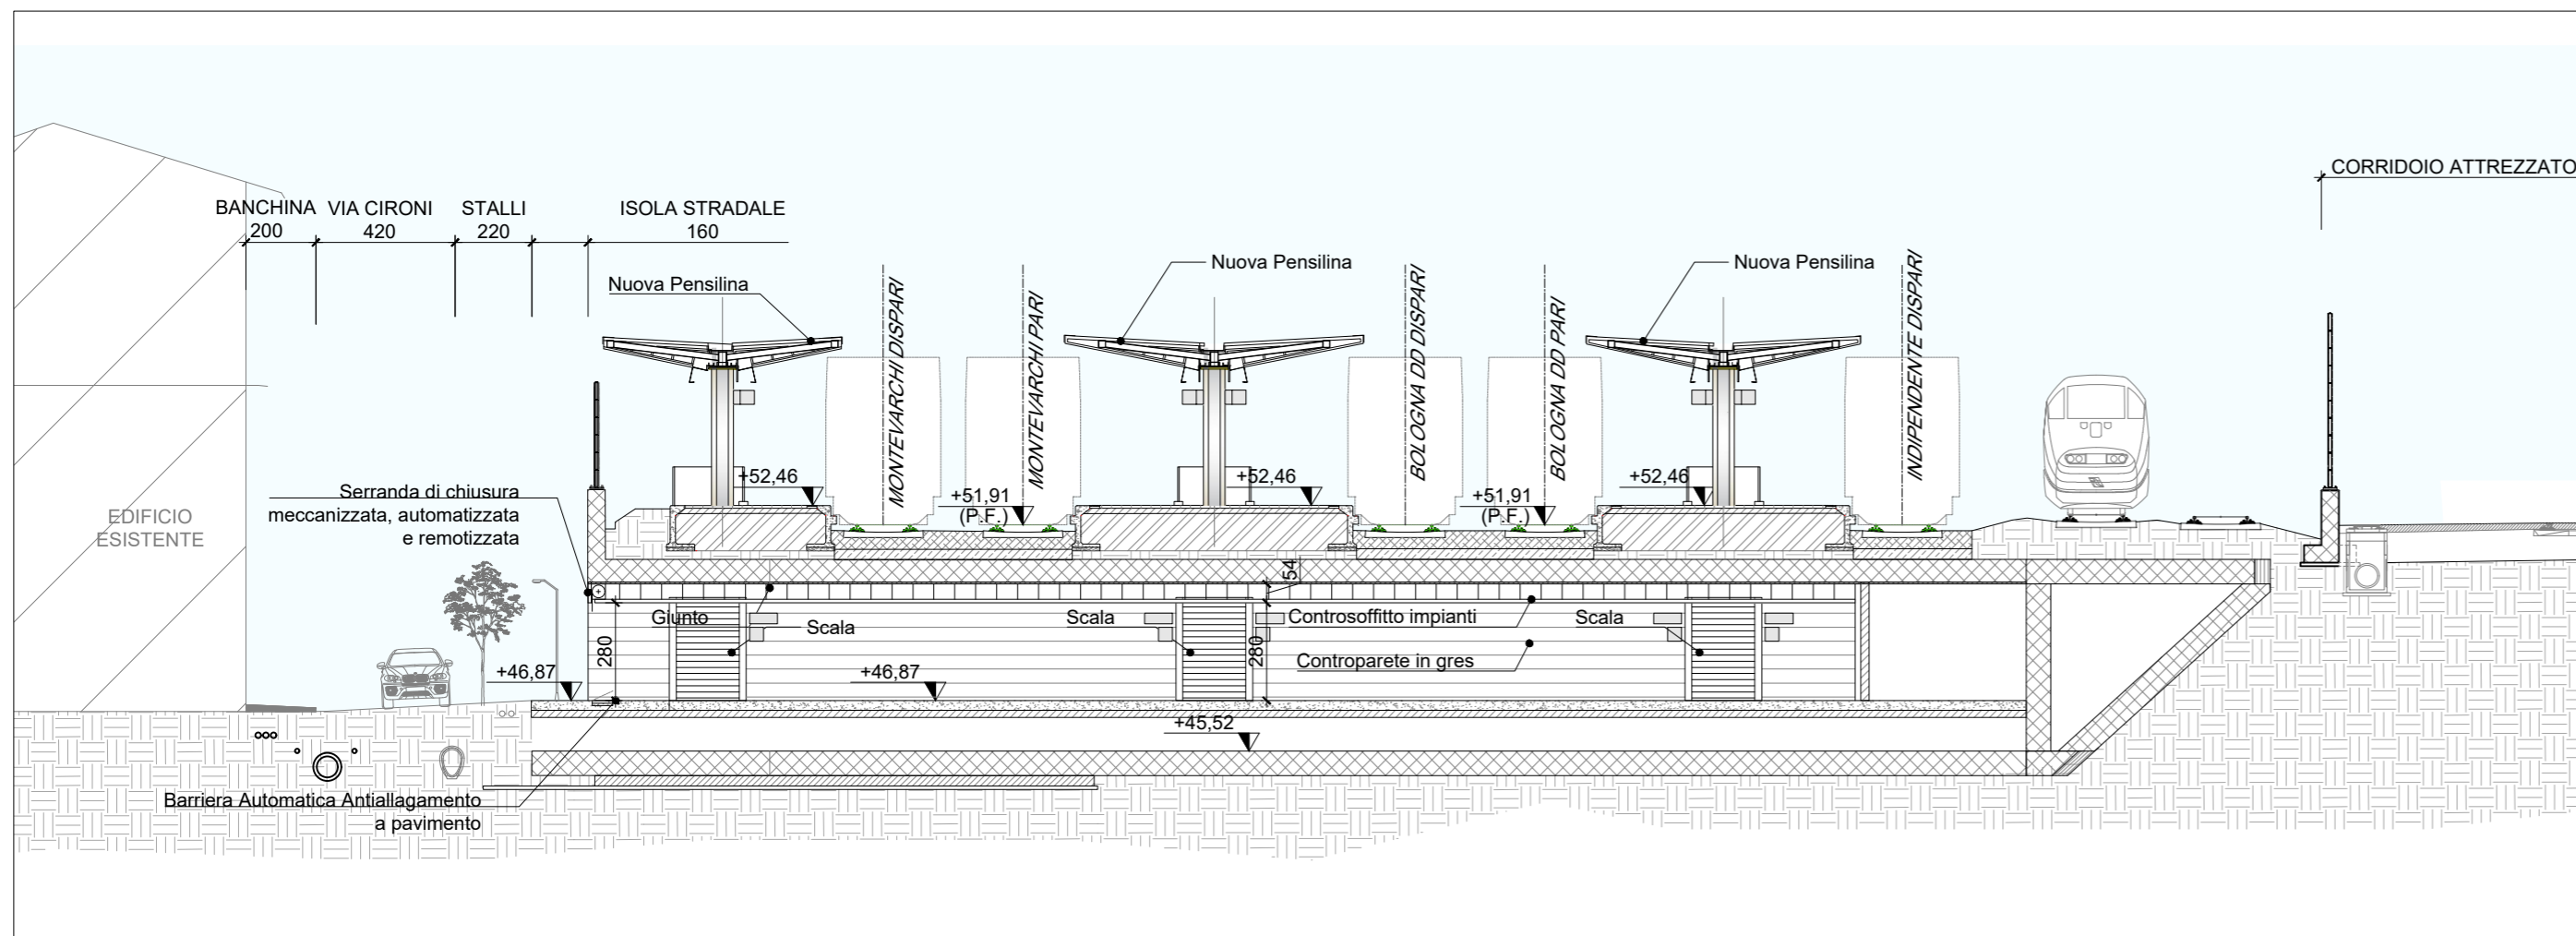 CORRIDOIO ATTREZZATO
BANCHINA
200
VIA CIRONI
420
STALLI
220
ISOLA STRADALE
160
Nuova Pensilina
Nuova Pensilina
Nuova Pensilina
MONTEVARCHI DISPARI
MONTEVARCHI PARI
BOLOGNA DD DISPARI
BOLOGNA DD PARI
INDIPENDENTE DISPARI
+52,46
+51,91
(P.F.)
+52,46
+51,91
(P.F.)
+52,46
Serranda di chiusura
meccanizzata, automatizzata
e remotizzata
EDIFICIO
ESISTENTE
54
Giunto
Scala
Scala
Controsoffitto impianti
Scala
280
280
Controparete in gres
+46,87
+46,87
+45,52
Barriera Automatica Antiallagamento
a pavimento